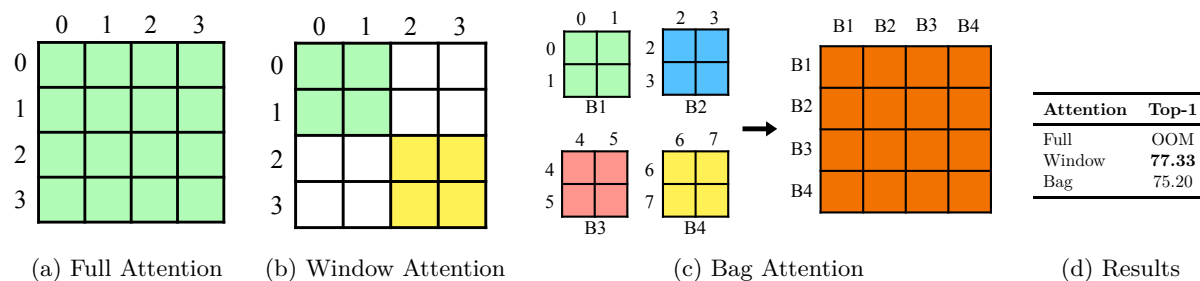 0 1 2 3
0
1
2
3
(a) Full Attention
0 1 2 3
0
1
2
3
(b) Window Attention
0 1
0
1
B1
2 3
2
3
B2
4 5
4
5
B3
6 7
6
7
B4
B1 B2 B3 B4
B1
B2
B3
B4
(c) Bag Attention
Attention Top-1
Full OOM
Window 77.33
Bag 75.20
(d) Results